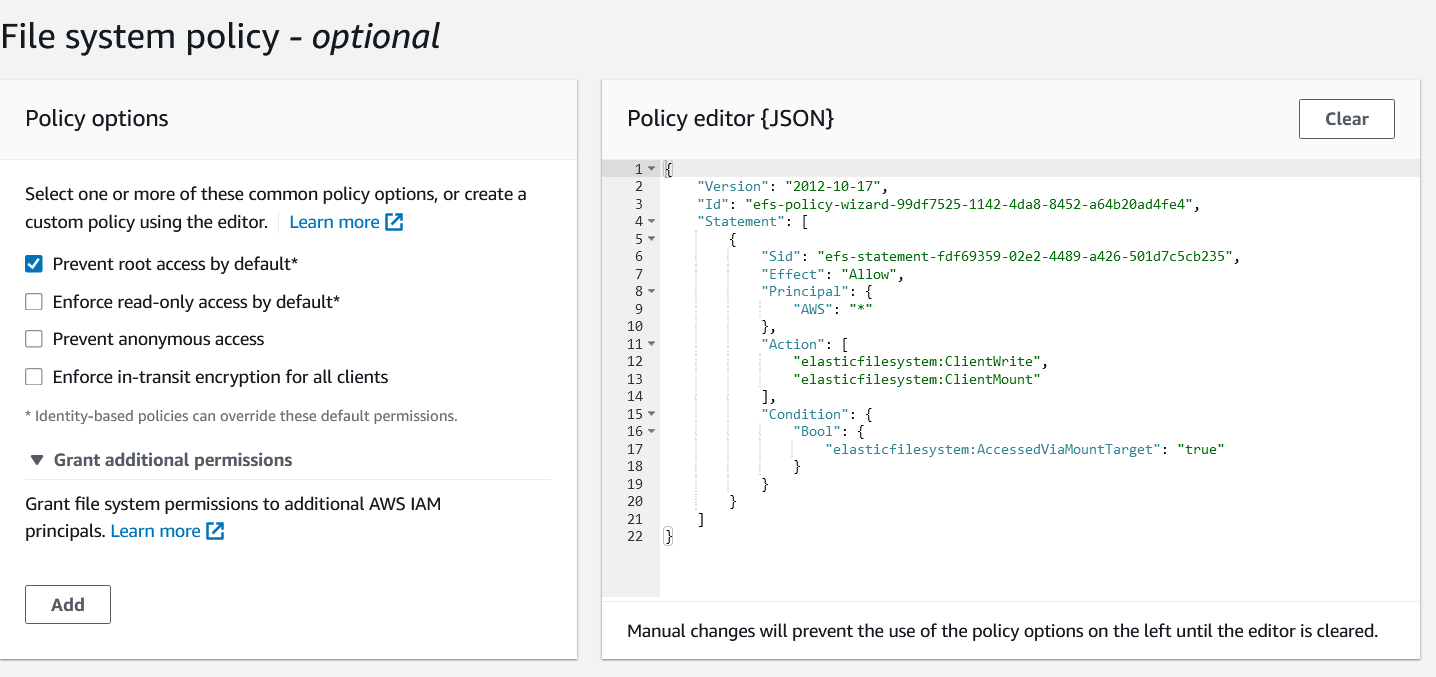 File system policy - optional
Policy options
Select one or more of these common policy options, or create a
custom policy using the editor. Learn more
Prevent root access by default*
Enforce read-only access by default*
Prevent anonymous access
Enforce in-transit encryption for all clients
* Identity-based policies can override these default permissions.
Grant additional permissions
Grant file system permissions to additional AWS IAM
principals. Learn more
Add
Policy editor {JSON}
Clear
1 {
2 "Version": "2012-10-17",
3 "Id": "efs-policy-wizard-99df7525-1142-4da8-8452-a64b20ad4fe4",
4 "Statement": [
5 {
6 "Sid": "efs-statement-fdf69359-02e2-4489-a426-501d7c5cb235",
7 "Effect": "Allow",
8 "Principal": {
9 "AWS": "*"
10 },
11 "Action": [
12 "elasticfilesystem:ClientWrite",
13 "elasticfilesystem:ClientMount"
14 ],
15 "Condition": {
16 "Bool": {
17 "elasticfilesystem:AccessedViaMountTarget": "true"
18 }
19 }
20 }
21 ]
22 }
Manual changes will prevent the use of the policy options on the left until the editor is cleared.